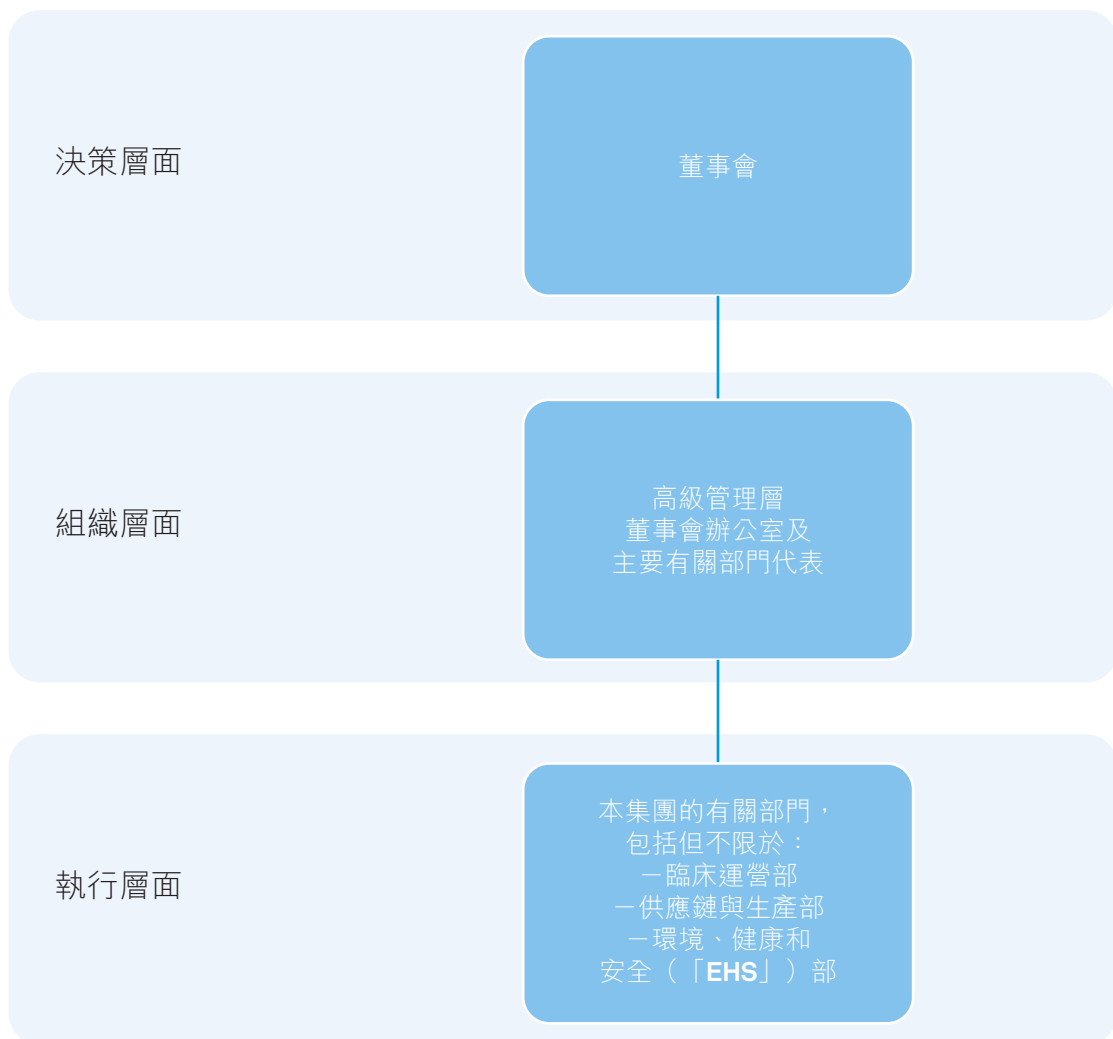 決策層面
董事會
組織層面
高級管理層
董事會辦公室及
主要有關部門代表
執行層面
本集團的有關部門，
包括但不限於：
－臨床運營部
－供應鏈與生產部
－環境、健康和
安全（「EHS」）部